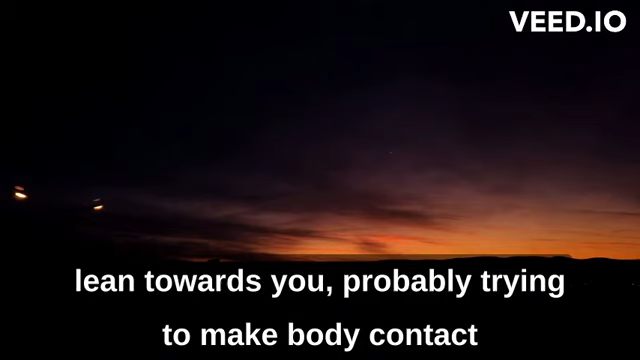 VEED.IO
lean towards you, probably trying
to make body contact